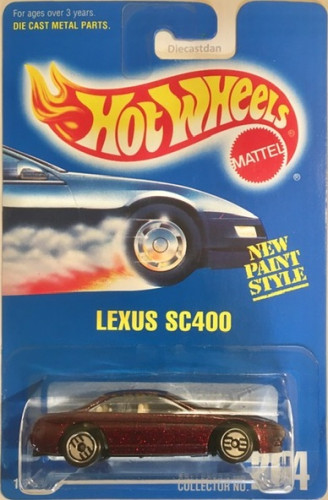 For ages over 3 years.
DIE CAST METAL PARTS.
Diecastdan
Hot Wheels
®
MATTEL
®
NEW
PAINT
STYLE
LEXUS SC400
COLLECTOR NO.